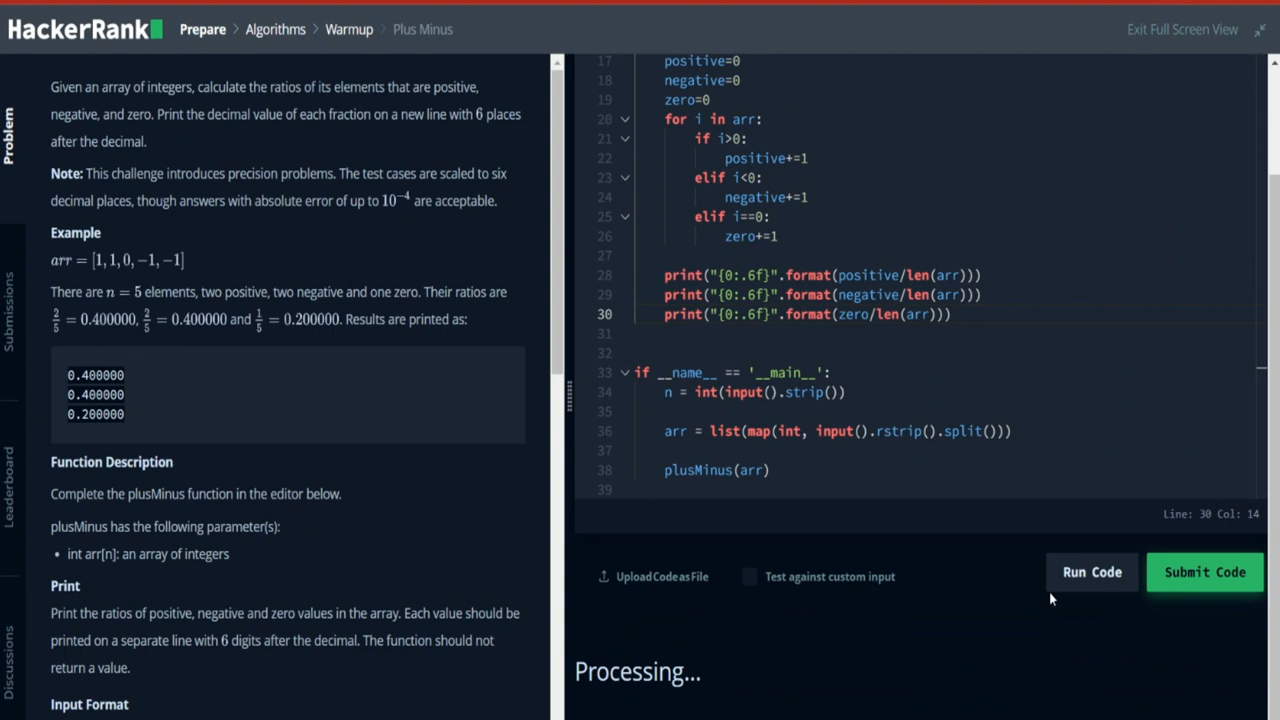 HackerRank Prepare > Algorithms > Warmup > Plus Minus Exit Full Screen View
Problem
Submissions
Leaderboard
Discussions
Given an array of integers, calculate the ratios of its elements that are positive,
negative, and zero. Print the decimal value of each fraction on a new line with 6 places
after the decimal.
Note: This challenge introduces precision problems. The test cases are scaled to six
decimal places, though answers with absolute error of up to 10^-4 are acceptable.
Example
arr = [1, 1, 0, −1, −1]
There are n = 5 elements, two positive, two negative and one zero. Their ratios are
2/5 = 0.400000, 2/5 = 0.400000 and 1/5 = 0.200000. Results are printed as:
0.400000
0.400000
0.200000
Function Description
Complete the plusMinus function in the editor below.
plusMinus has the following parameter(s):
• int arr[n]: an array of integers
Print
Print the ratios of positive, negative and zero values in the array. Each value should be
printed on a separate line with 6 digits after the decimal. The function should not
return a value.
Input Format
17 positive=0
18 negative=0
19 zero=0
20 for i in arr:
21 if i>0:
22 positive+=1
23 elif i<0:
24 negative+=1
25 elif i==0:
26 zero+=1
27
28 print("{0:.6f}".format(positive/len(arr)))
29 print("{0:.6f}".format(negative/len(arr)))
30 print("{0:.6f}".format(zero/len(arr)))
31
32
33 if __name__ == '__main__':
34 n = int(input().strip())
35
36 arr = list(map(int, input().rstrip().split()))
37
38 plusMinus(arr)
39
Line: 30 Col: 14
Upload Code as File Test against custom input Run Code Submit Code
Processing...